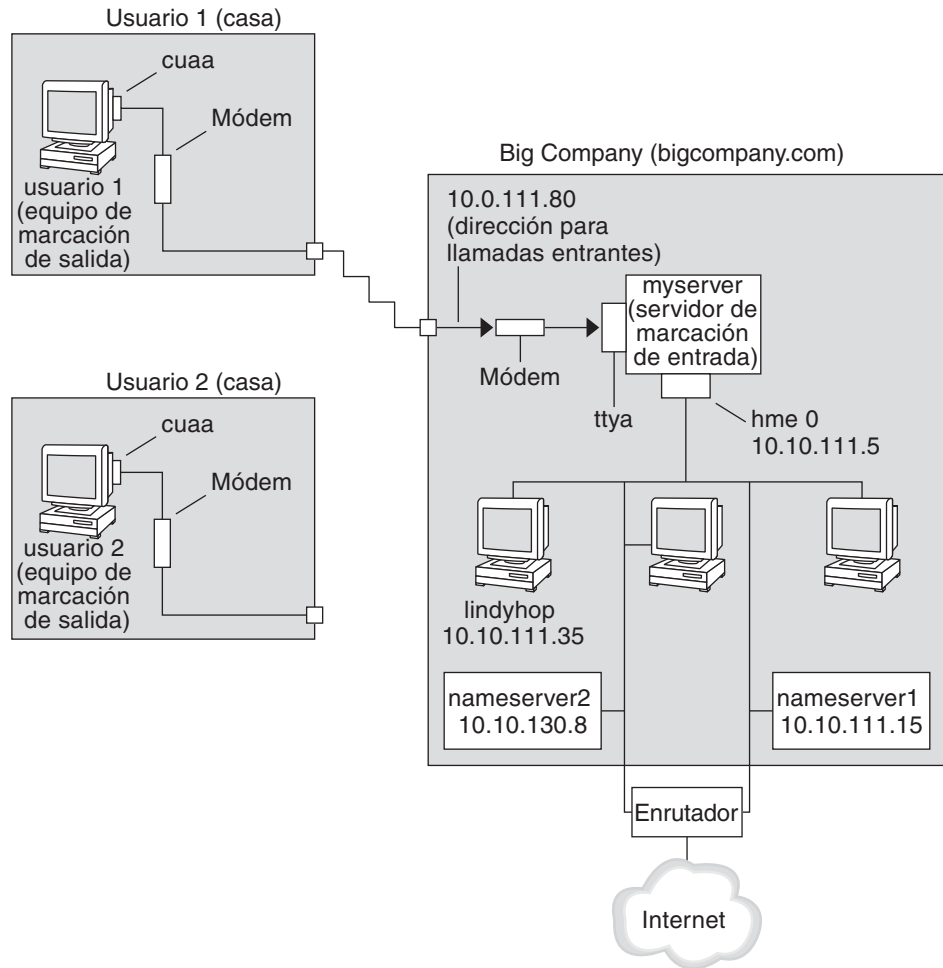 Usuario 1 (casa)
cuaa
Módem
usuario 1
(equipo de
marcación
de salida)
Usuario 2 (casa)
cuaa
Módem
usuario 2
(equipo de
marcación
de salida)
Big Company (bigcompany.com)
10.0.111.80
(dirección para
llamadas entrantes)
Módem
myserver
(servidor de
marcación
de entrada)
ttya
hme 0
10.10.111.5
lindyhop
10.10.111.35
nameserver2
10.10.130.8
nameserver1
10.10.111.15
Enrutador
Internet